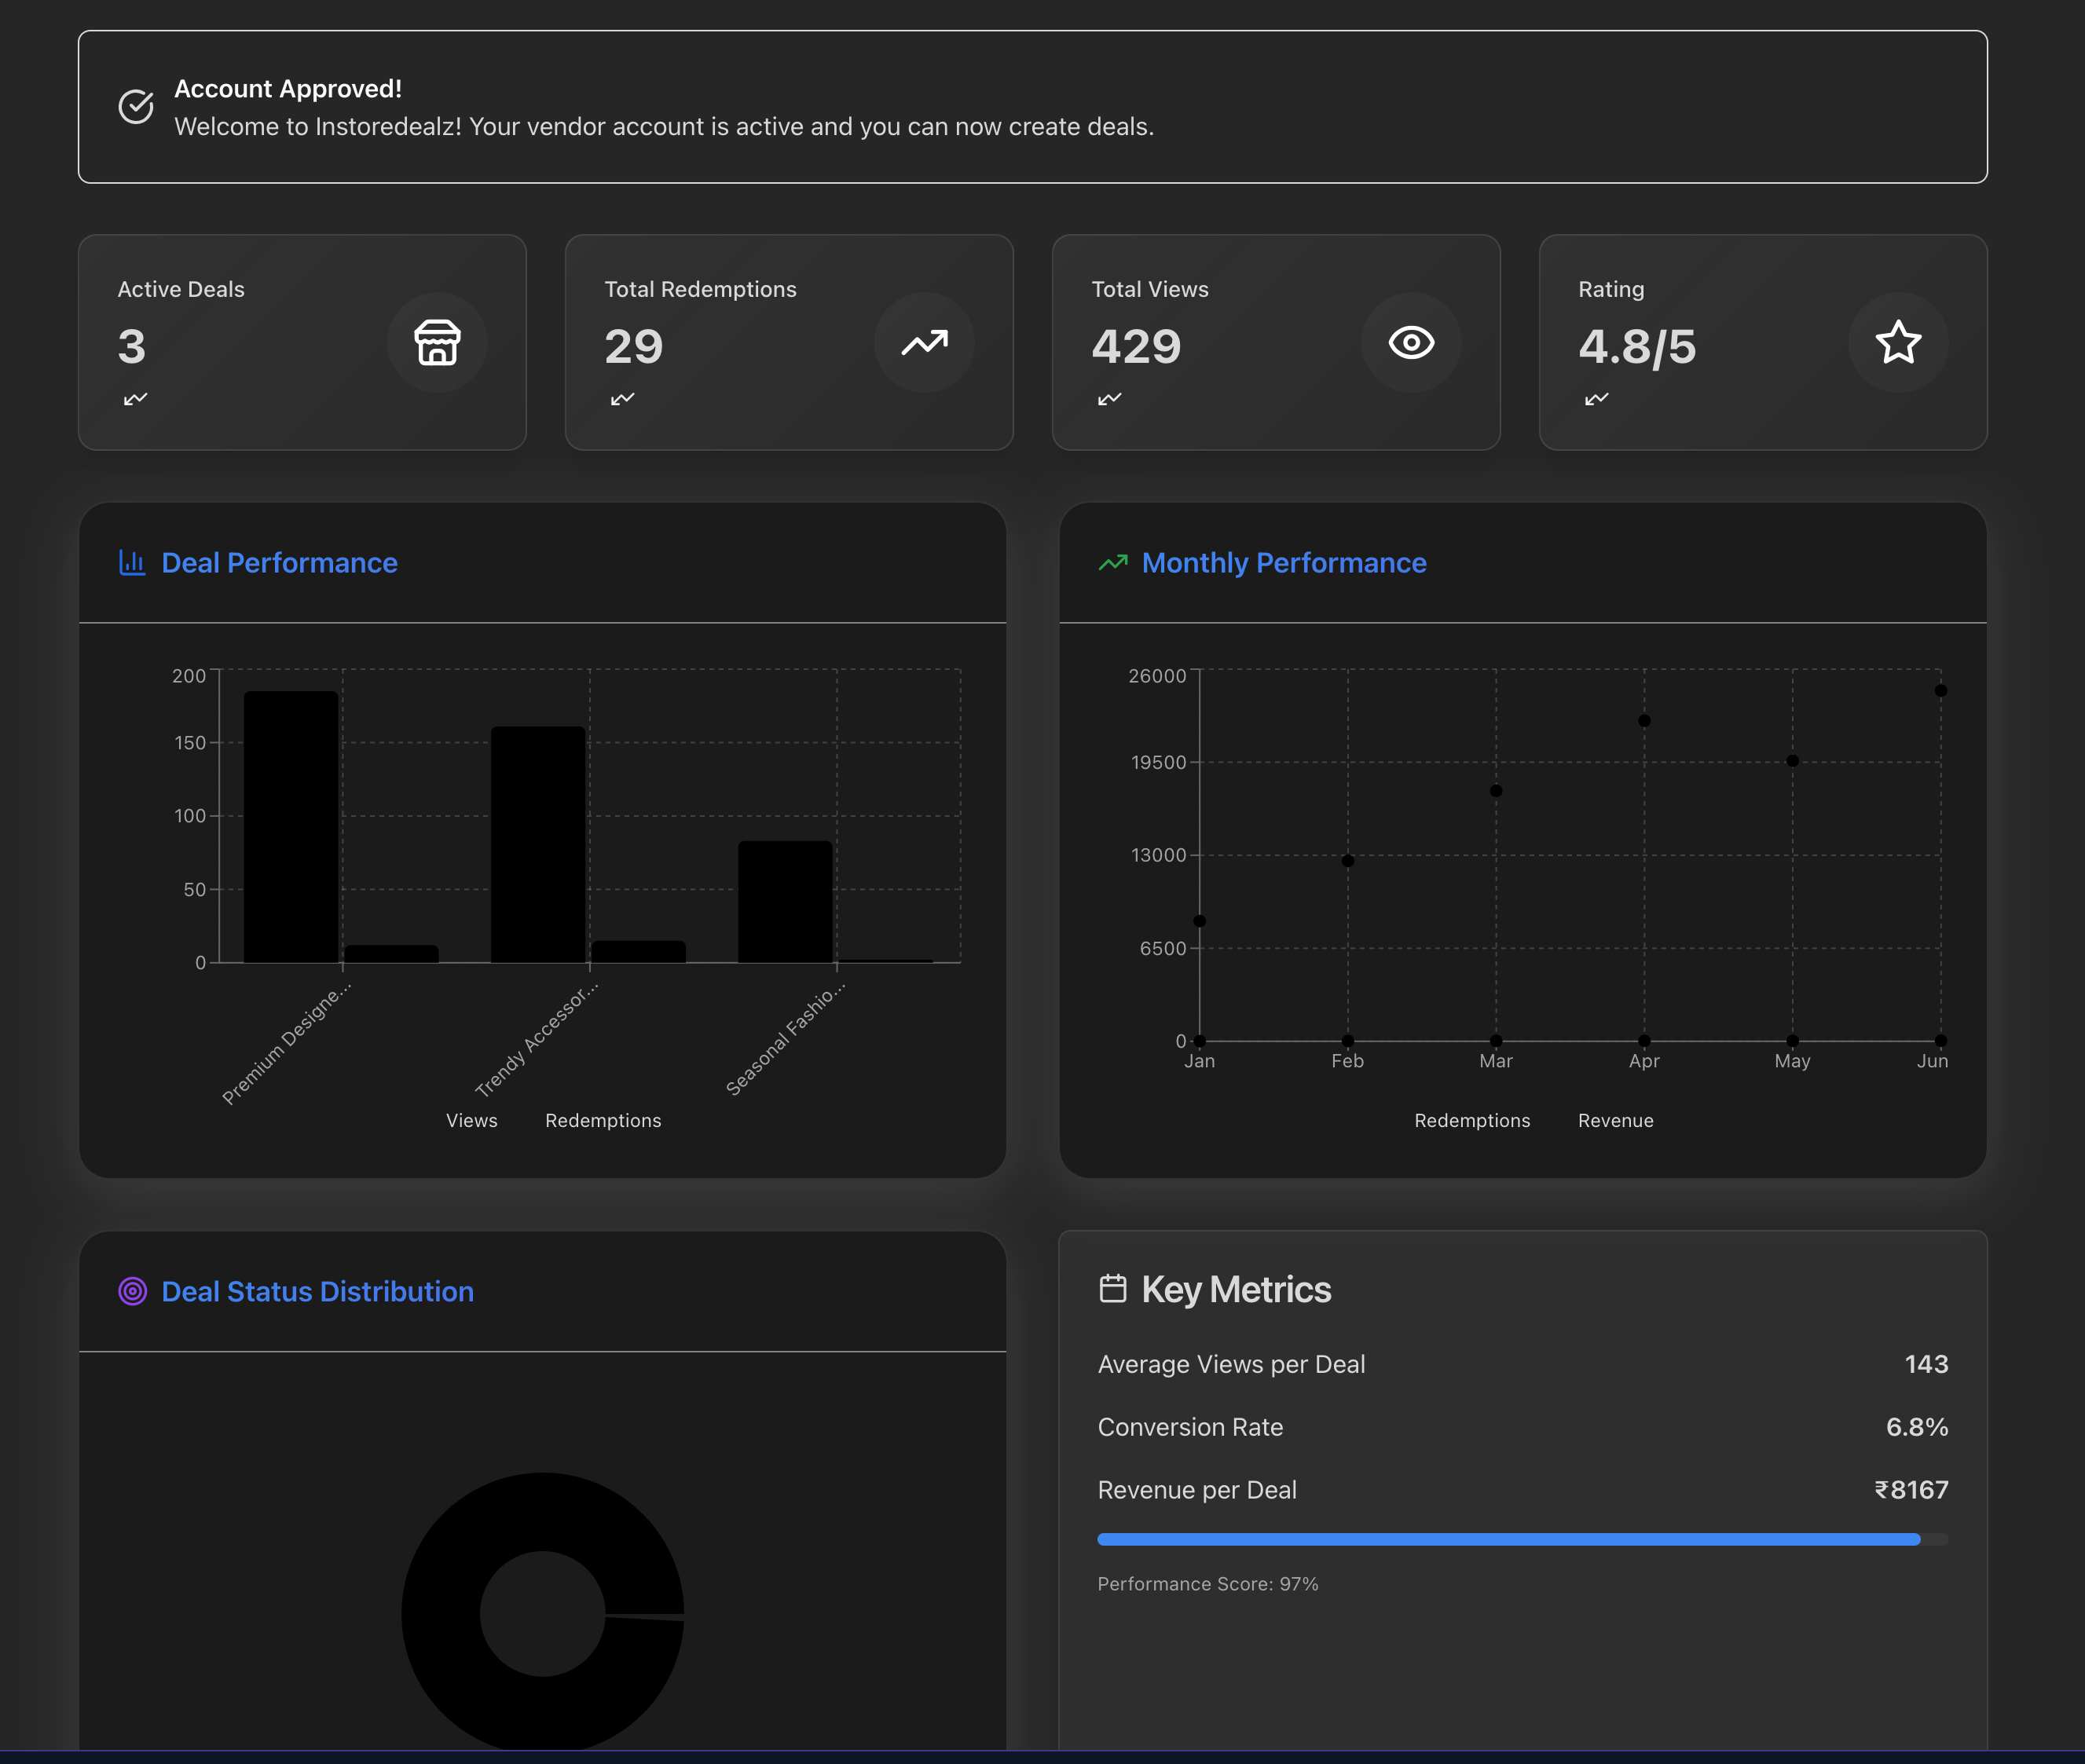 Account Approved!
Welcome to Instoredealz! Your vendor account is active and you can now create deals.
Active Deals
3
Total Redemptions
29
Total Views
429
Rating
4.8/5
Deal Performance
200
150
100
50
0
Premium Designe...
Trendy Accessor...
Seasonal Fashio...
Views
Redemptions
Monthly Performance
26000
19500
13000
6500
0
Jan
Feb
Mar
Apr
May
Jun
Redemptions
Revenue
Deal Status Distribution
Key Metrics
Average Views per Deal
143
Conversion Rate
6.8%
Revenue per Deal
₹8167
Performance Score: 97%